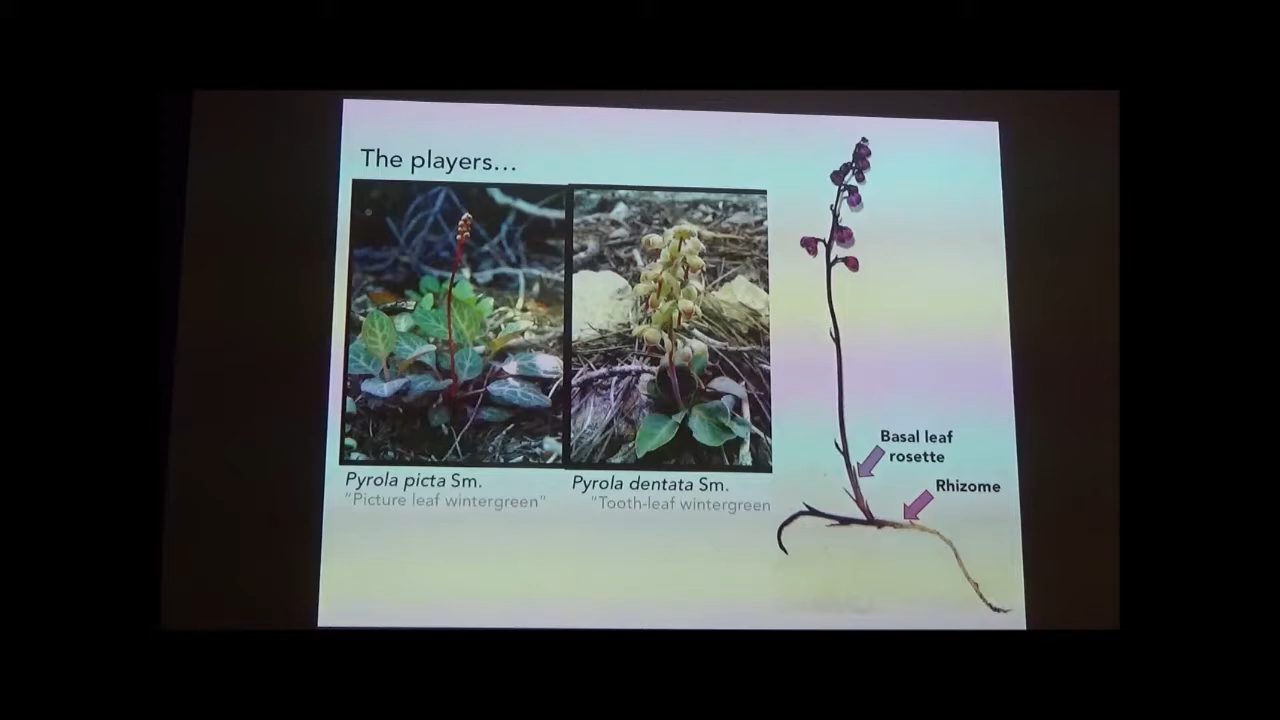 The players...
Pyrola picta Sm.
"Picture leaf wintergreen"
Pyrola dentata Sm.
"Tooth-leaf wintergreen
Basal leaf
rosette
Rhizome